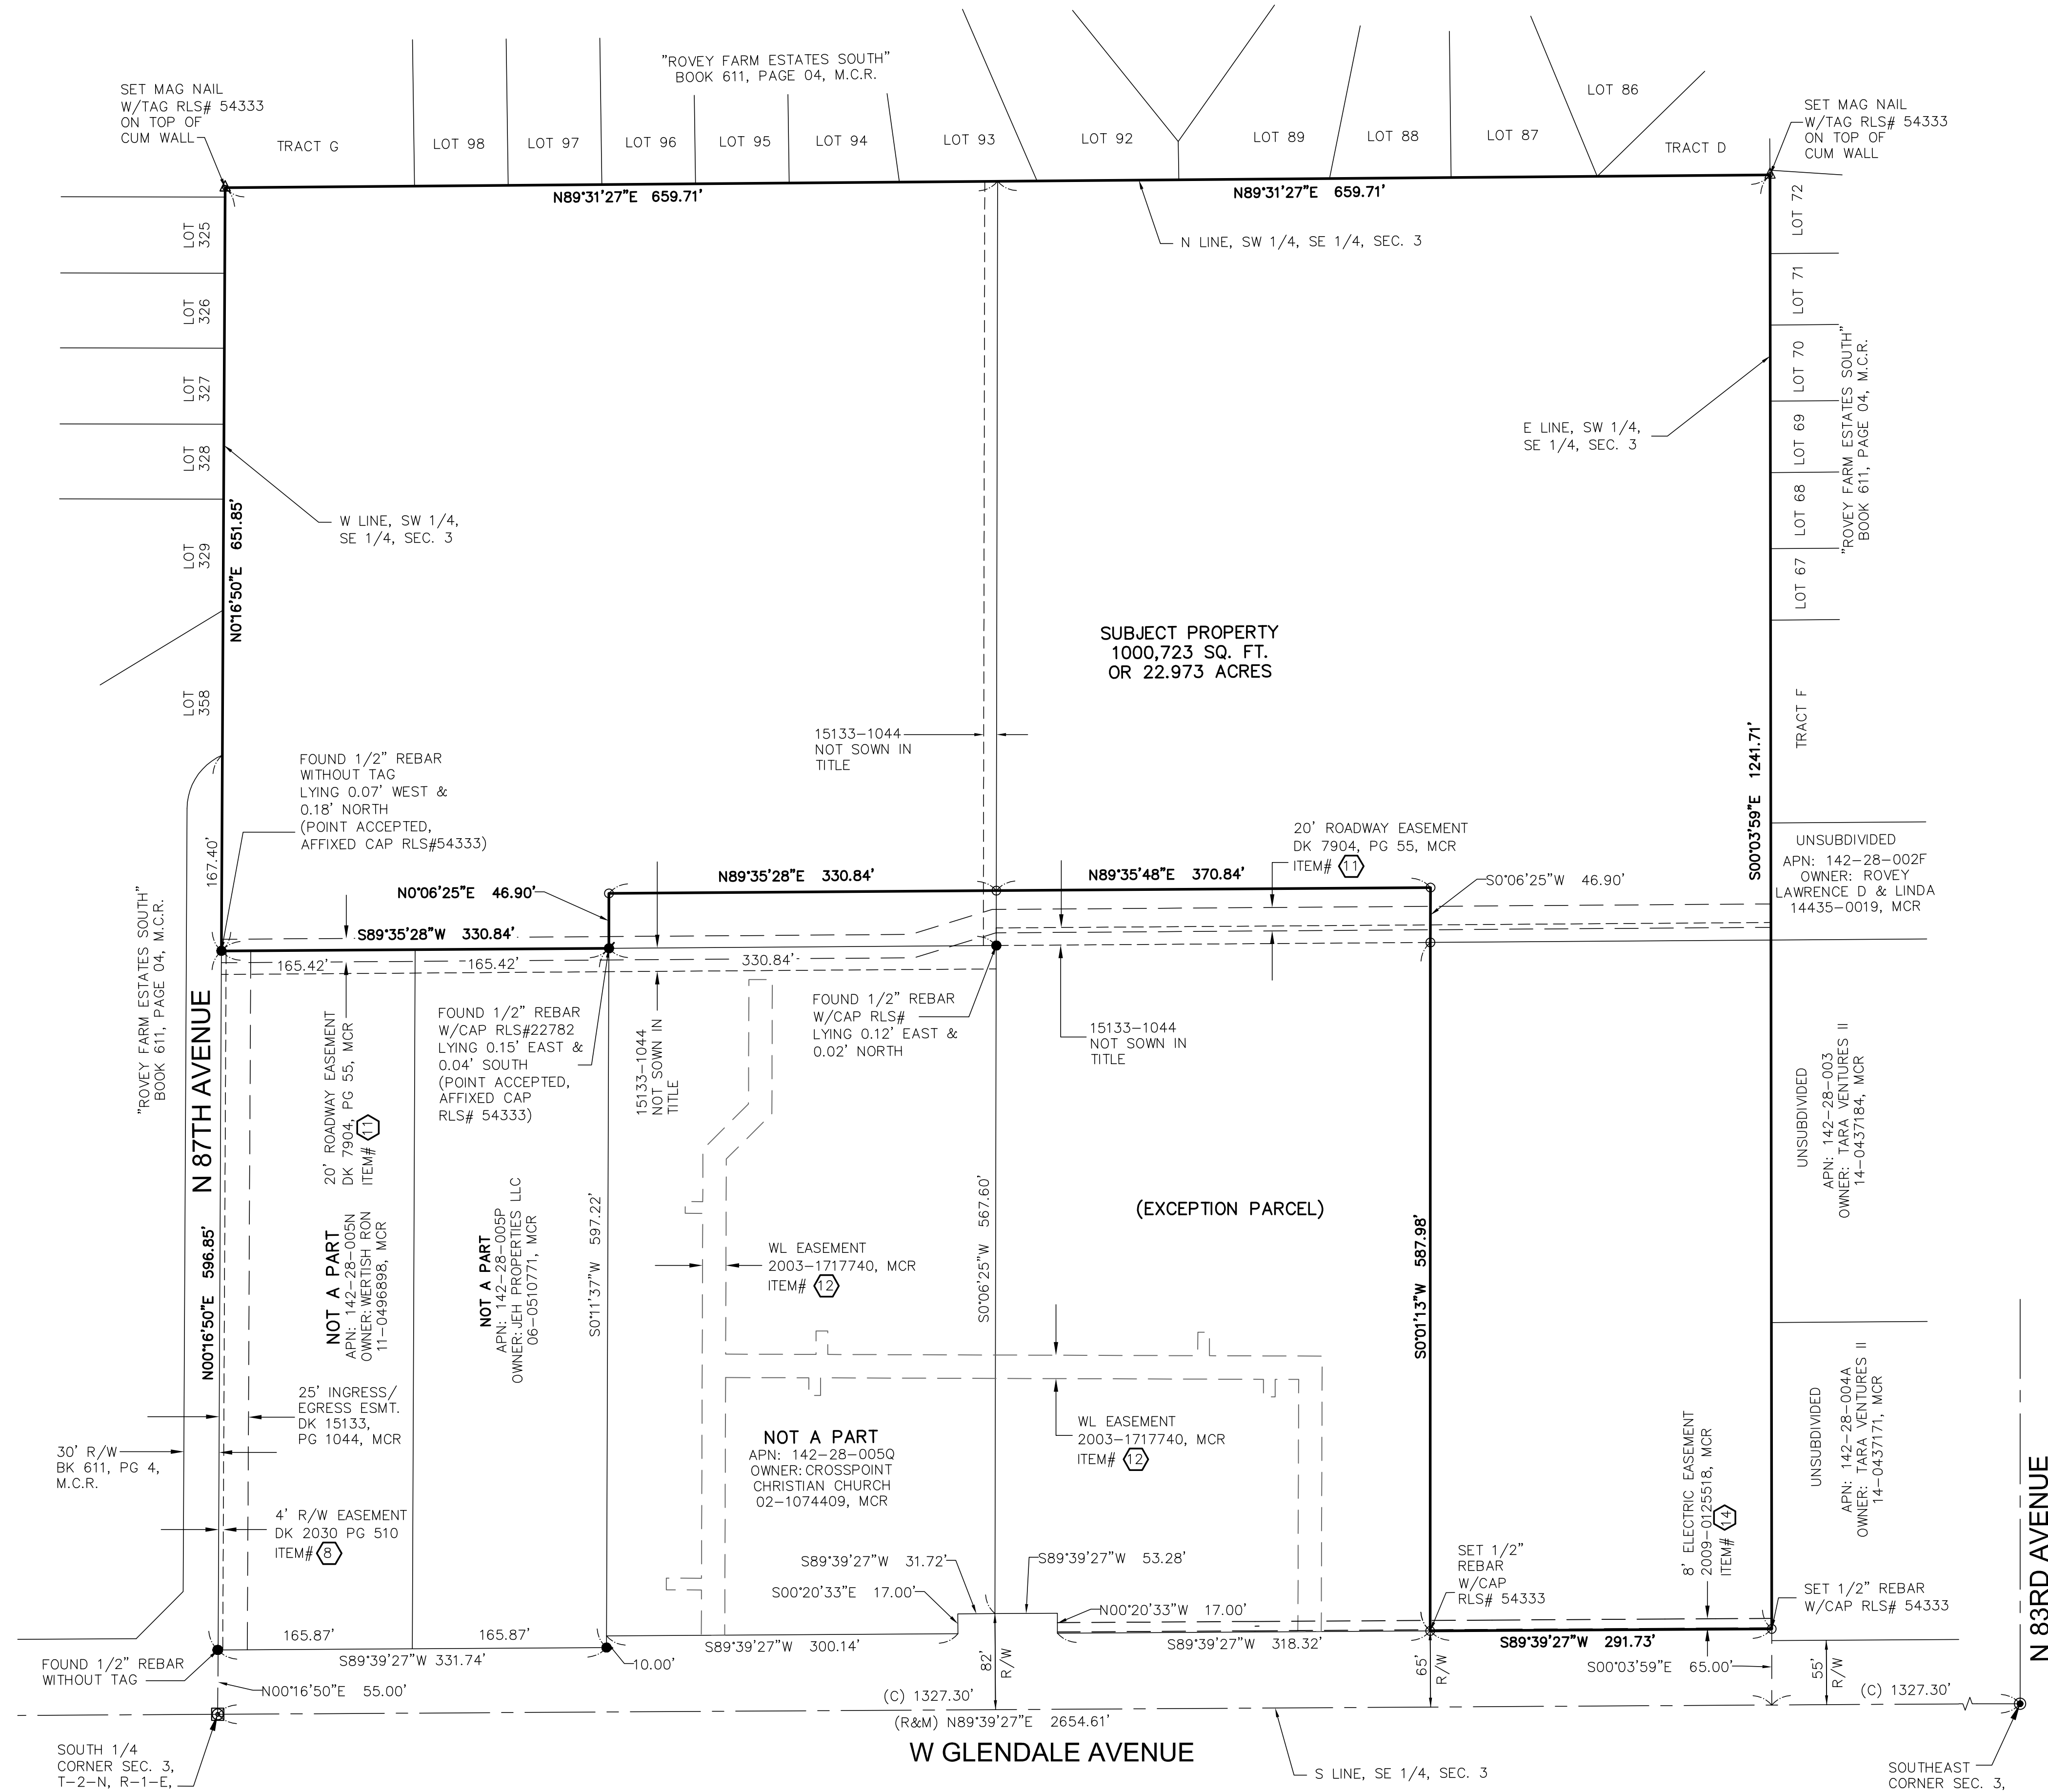 "ROVEY FARM ESTATES SOUTH"
BOOK 611, PAGE 04, M.C.R.
SET MAG NAIL
W/TAG RLS# 54333
ON TOP OF
CUM WALL
TRACT G
LOT 98
LOT 97
LOT 96
LOT 95
LOT 94
LOT 93
LOT 92
LOT 89
LOT 88
LOT 87
LOT 86
TRACT D
SET MAG NAIL
W/TAG RLS# 54333
ON TOP OF
CUM WALL
N89°31'27"E 659.71'
N89°31'27"E 659.71'
N LINE, SW 1/4, SE 1/4, SEC. 3
LOT
325
LOT
326
LOT
327
LOT
328
LOT
329
LOT
358
LOT 72
LOT 71
LOT 70
LOT 69
LOT 68
LOT 67
TRACT F
"ROVEY FARM ESTATES SOUTH"
BOOK 611, PAGE 04, M.C.R.
E LINE, SW 1/4,
SE 1/4, SEC. 3
W LINE, SW 1/4,
SE 1/4, SEC. 3
N0°16'50"E 651.85'
SUBJECT PROPERTY
1000,723 SQ. FT.
OR 22.973 ACRES
S00°03'59"E 1241.71'
15133-1044
NOT SOWN IN
TITLE
FOUND 1/2" REBAR
WITHOUT TAG
LYING 0.07' WEST &
0.18' NORTH
(POINT ACCEPTED,
AFFIXED CAP RLS#54333)
167.40'
20' ROADWAY EASEMENT
DK 7904, PG 55, MCR
ITEM# 11
UNSUBDIVIDED
APN: 142-28-002F
OWNER: ROVEY
LAWRENCE D & LINDA
14435-0019, MCR
N0°06'25"E 46.90'
N89°35'28"E 330.84'
N89°35'48"E 370.84'
S0°06'25"W 46.90'
S89°35'28"W 330.84'
165.42'
165.42'
330.84'
"ROVEY FARM ESTATES SOUTH"
BOOK 611, PAGE 04, M.C.R.
N 87TH AVENUE
20' ROADWAY EASEMENT
DK 7904, PG 55, MCR
ITEM# 11
FOUND 1/2" REBAR
W/CAP RLS#22782
LYING 0.15' EAST &
0.04' SOUTH
(POINT ACCEPTED,
AFFIXED CAP
RLS# 54333)
15133-1044
NOT SOWN IN
TITLE
FOUND 1/2" REBAR
W/CAP RLS#
LYING 0.12' EAST &
0.02' NORTH
15133-1044
NOT SOWN IN
TITLE
UNSUBDIVIDED
APN: 142-28-003
OWNER: TARA VENTURES II
14-0437184, MCR
N00°16'50"E 596.85'
NOT A PART
APN: 142-28-005N
OWNER: WERTISH RON
11-0496898, MCR
NOT A PART
APN: 142-28-005P
OWNER: JEH PROPERTIES LLC
06-0510771, MCR
S0°11'37"W 597.22'
WL EASEMENT
2003-1717740, MCR
ITEM# 12
S0°06'25"W 567.60'
(EXCEPTION PARCEL)
S0°01'13"W 587.98'
25' INGRESS/
EGRESS ESMT.
DK 15133,
PG 1044, MCR
30' R/W
BK 611, PG 4,
M.C.R.
4' R/W EASEMENT
DK 2030 PG 510
ITEM# 8
NOT A PART
APN: 142-28-005Q
OWNER: CROSSPOINT
CHRISTIAN CHURCH
02-1074409, MCR
WL EASEMENT
2003-1717740, MCR
ITEM# 12
8' ELECTRIC EASEMENT
2009-0125518, MCR
ITEM# 14
UNSUBDIVIDED
APN: 142-28-004A
OWNER: TARA VENTURES II
14-0437171, MCR
N 83RD AVENUE
S89°39'27"W 31.72'
S89°39'27"W 53.28'
S00°20'33"E 17.00'
N00°20'33"W 17.00'
SET 1/2"
REBAR
W/CAP
RLS# 54333
SET 1/2" REBAR
W/CAP RLS# 54333
165.87'
165.87'
S89°39'27"W 331.74'
S89°39'27"W 300.14'
S89°39'27"W 318.32'
S89°39'27"W 291.73'
FOUND 1/2" REBAR
WITHOUT TAG
10.00'
82'
R/W
65'
R/W
S00°03'59"E 65.00'
55'
R/W
N00°16'50"E 55.00'
(C) 1327.30'
(C) 1327.30'
(R&M) N89°39'27"E 2654.61'
W GLENDALE AVENUE
SOUTH 1/4
CORNER SEC. 3,
T-2-N, R-1-E,
S LINE, SE 1/4, SEC. 3
SOUTHEAST
CORNER SEC. 3,